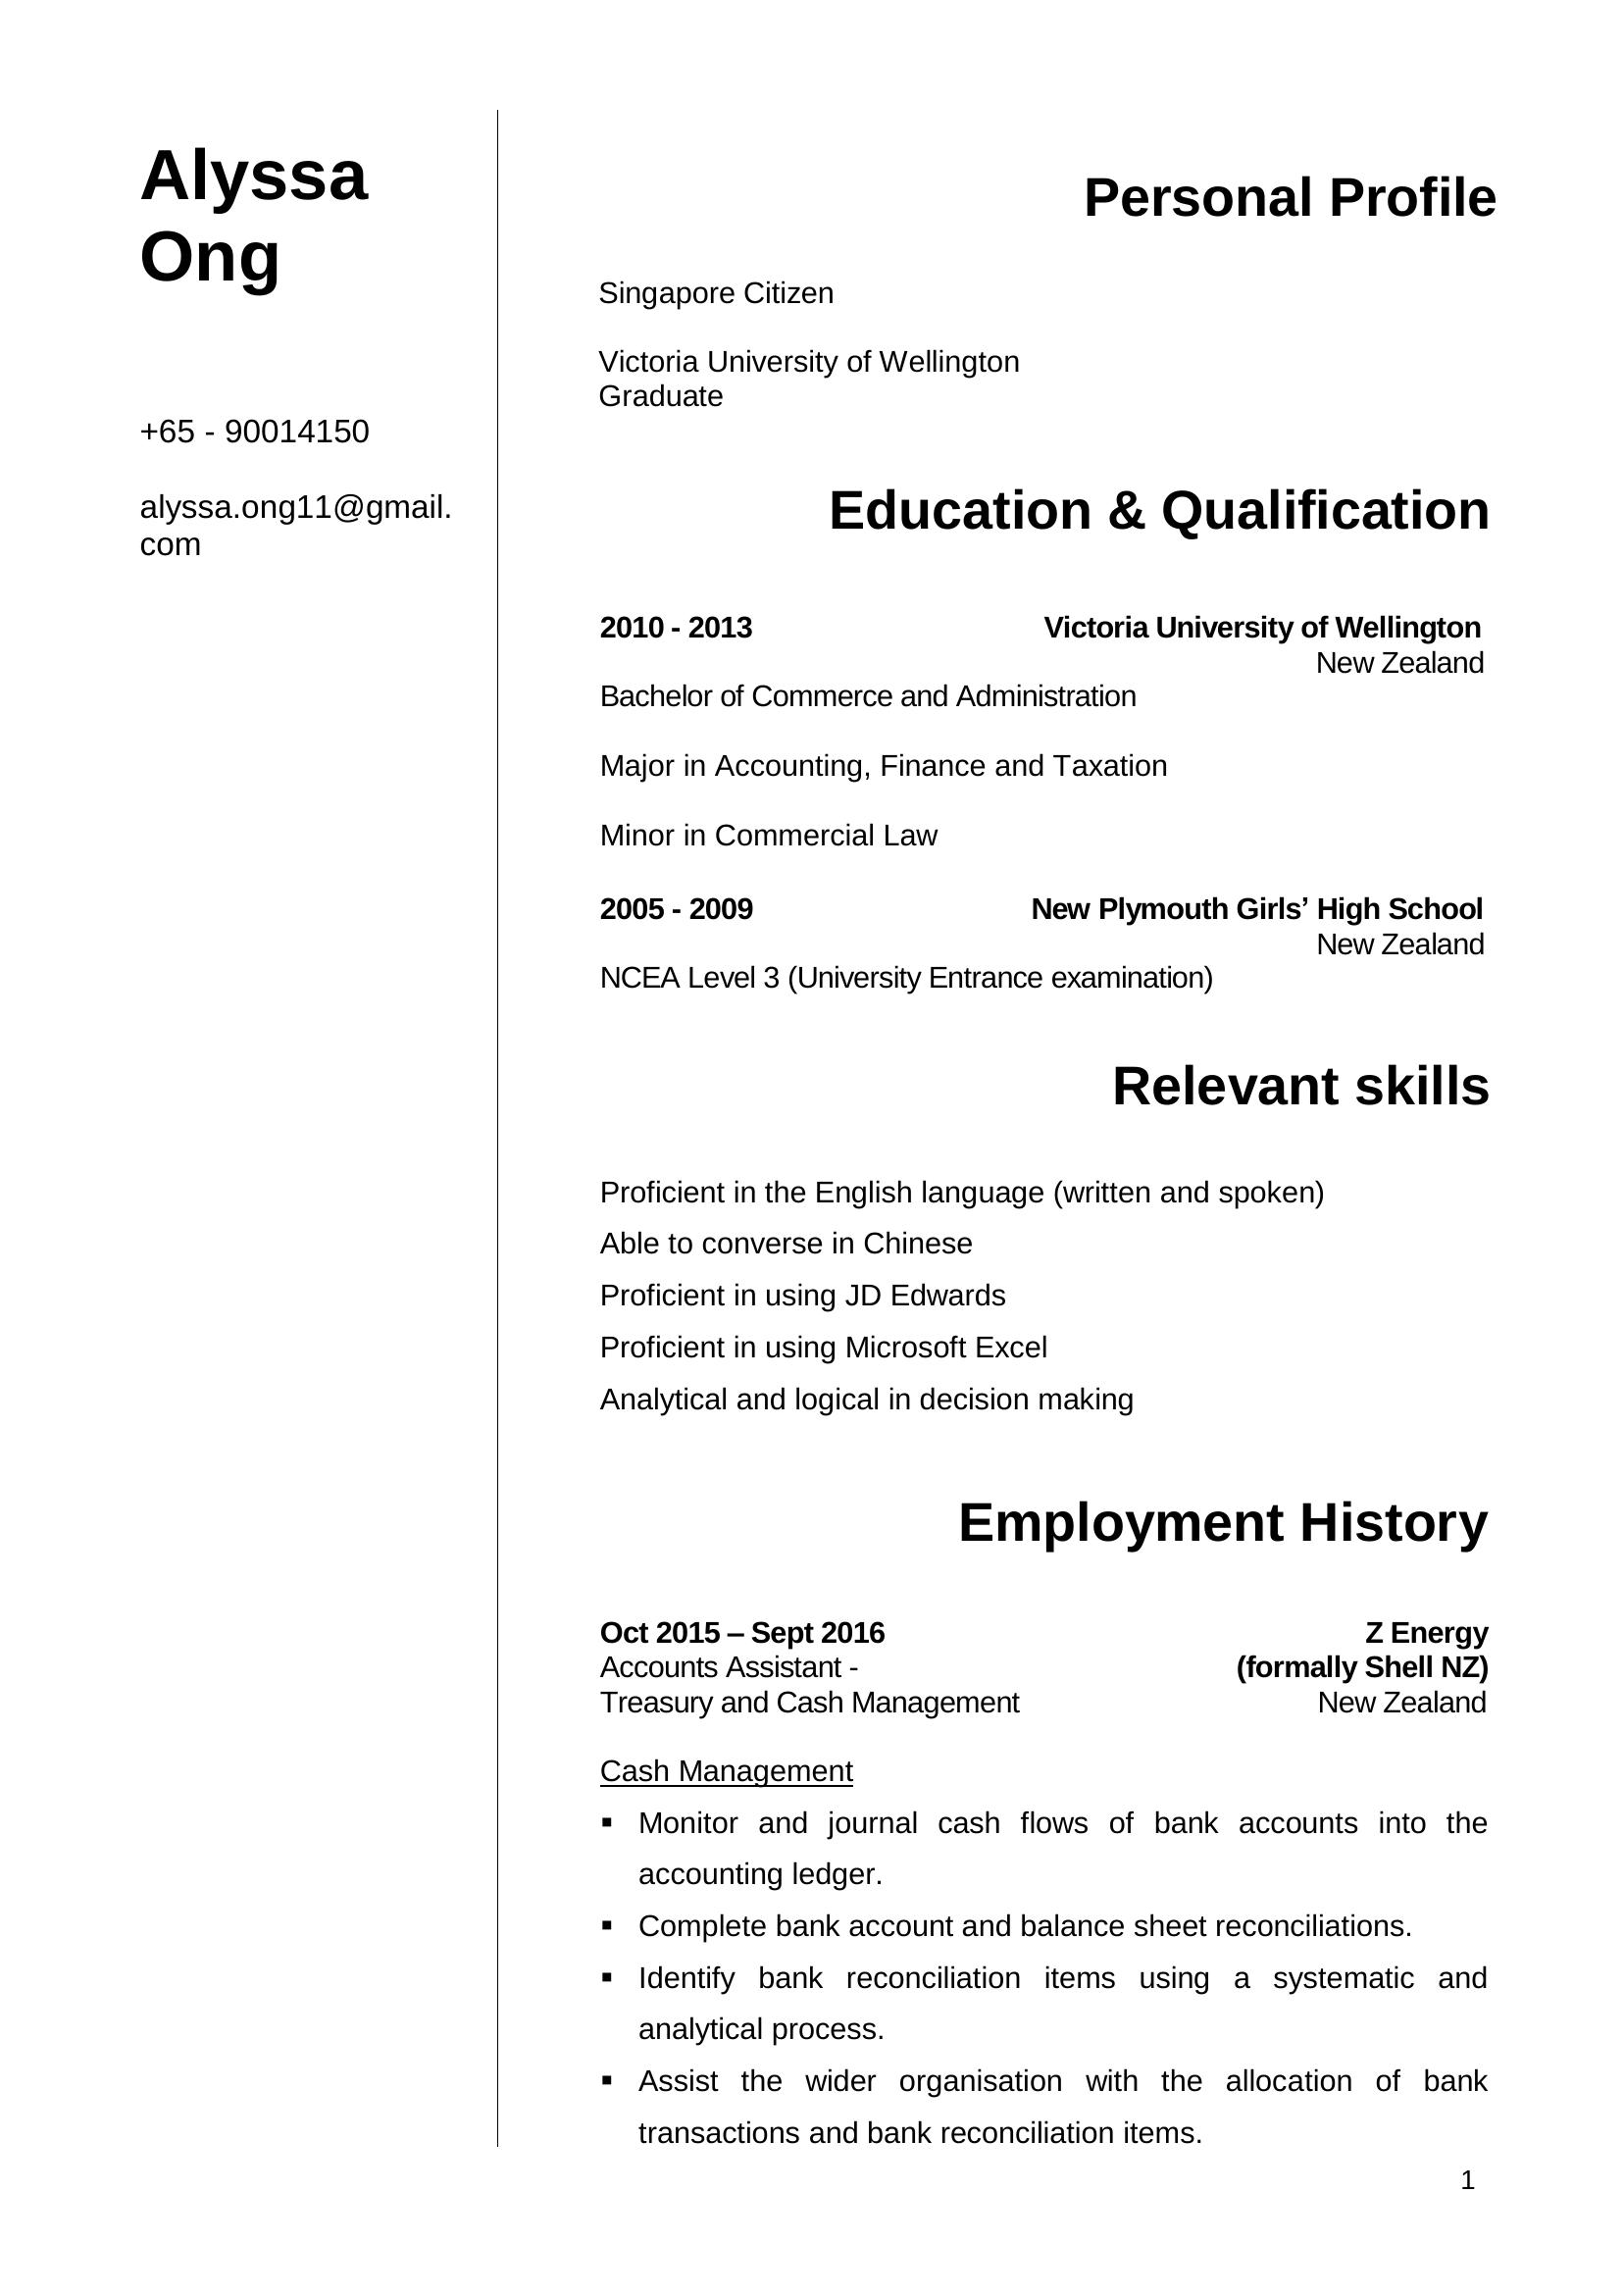 Alyssa
Ong
+65 - 90014150
alyssa.ong11@gmail.
com
Personal Profile
Singapore Citizen
Victoria University of Wellington
Graduate
Education & Qualification
2010 - 2013 Victoria University of Wellington
New Zealand
Bachelor of Commerce and Administration
Major in Accounting, Finance and Taxation
Minor in Commercial Law
2005 - 2009 New Plymouth Girls’ High School
New Zealand
NCEA Level 3 (University Entrance examination)
Relevant skills
Proficient in the English language (written and spoken)
Able to converse in Chinese
Proficient in using JD Edwards
Proficient in using Microsoft Excel
Analytical and logical in decision making
Employment History
Oct 2015 – Sept 2016 Z Energy
Accounts Assistant - (formally Shell NZ)
Treasury and Cash Management New Zealand
Cash Management
▪ Monitor and journal cash flows of bank accounts into the
accounting ledger.
▪ Complete bank account and balance sheet reconciliations.
▪ Identify bank reconciliation items using a systematic and
analytical process.
▪ Assist the wider organisation with the allocation of bank
transactions and bank reconciliation items.
1